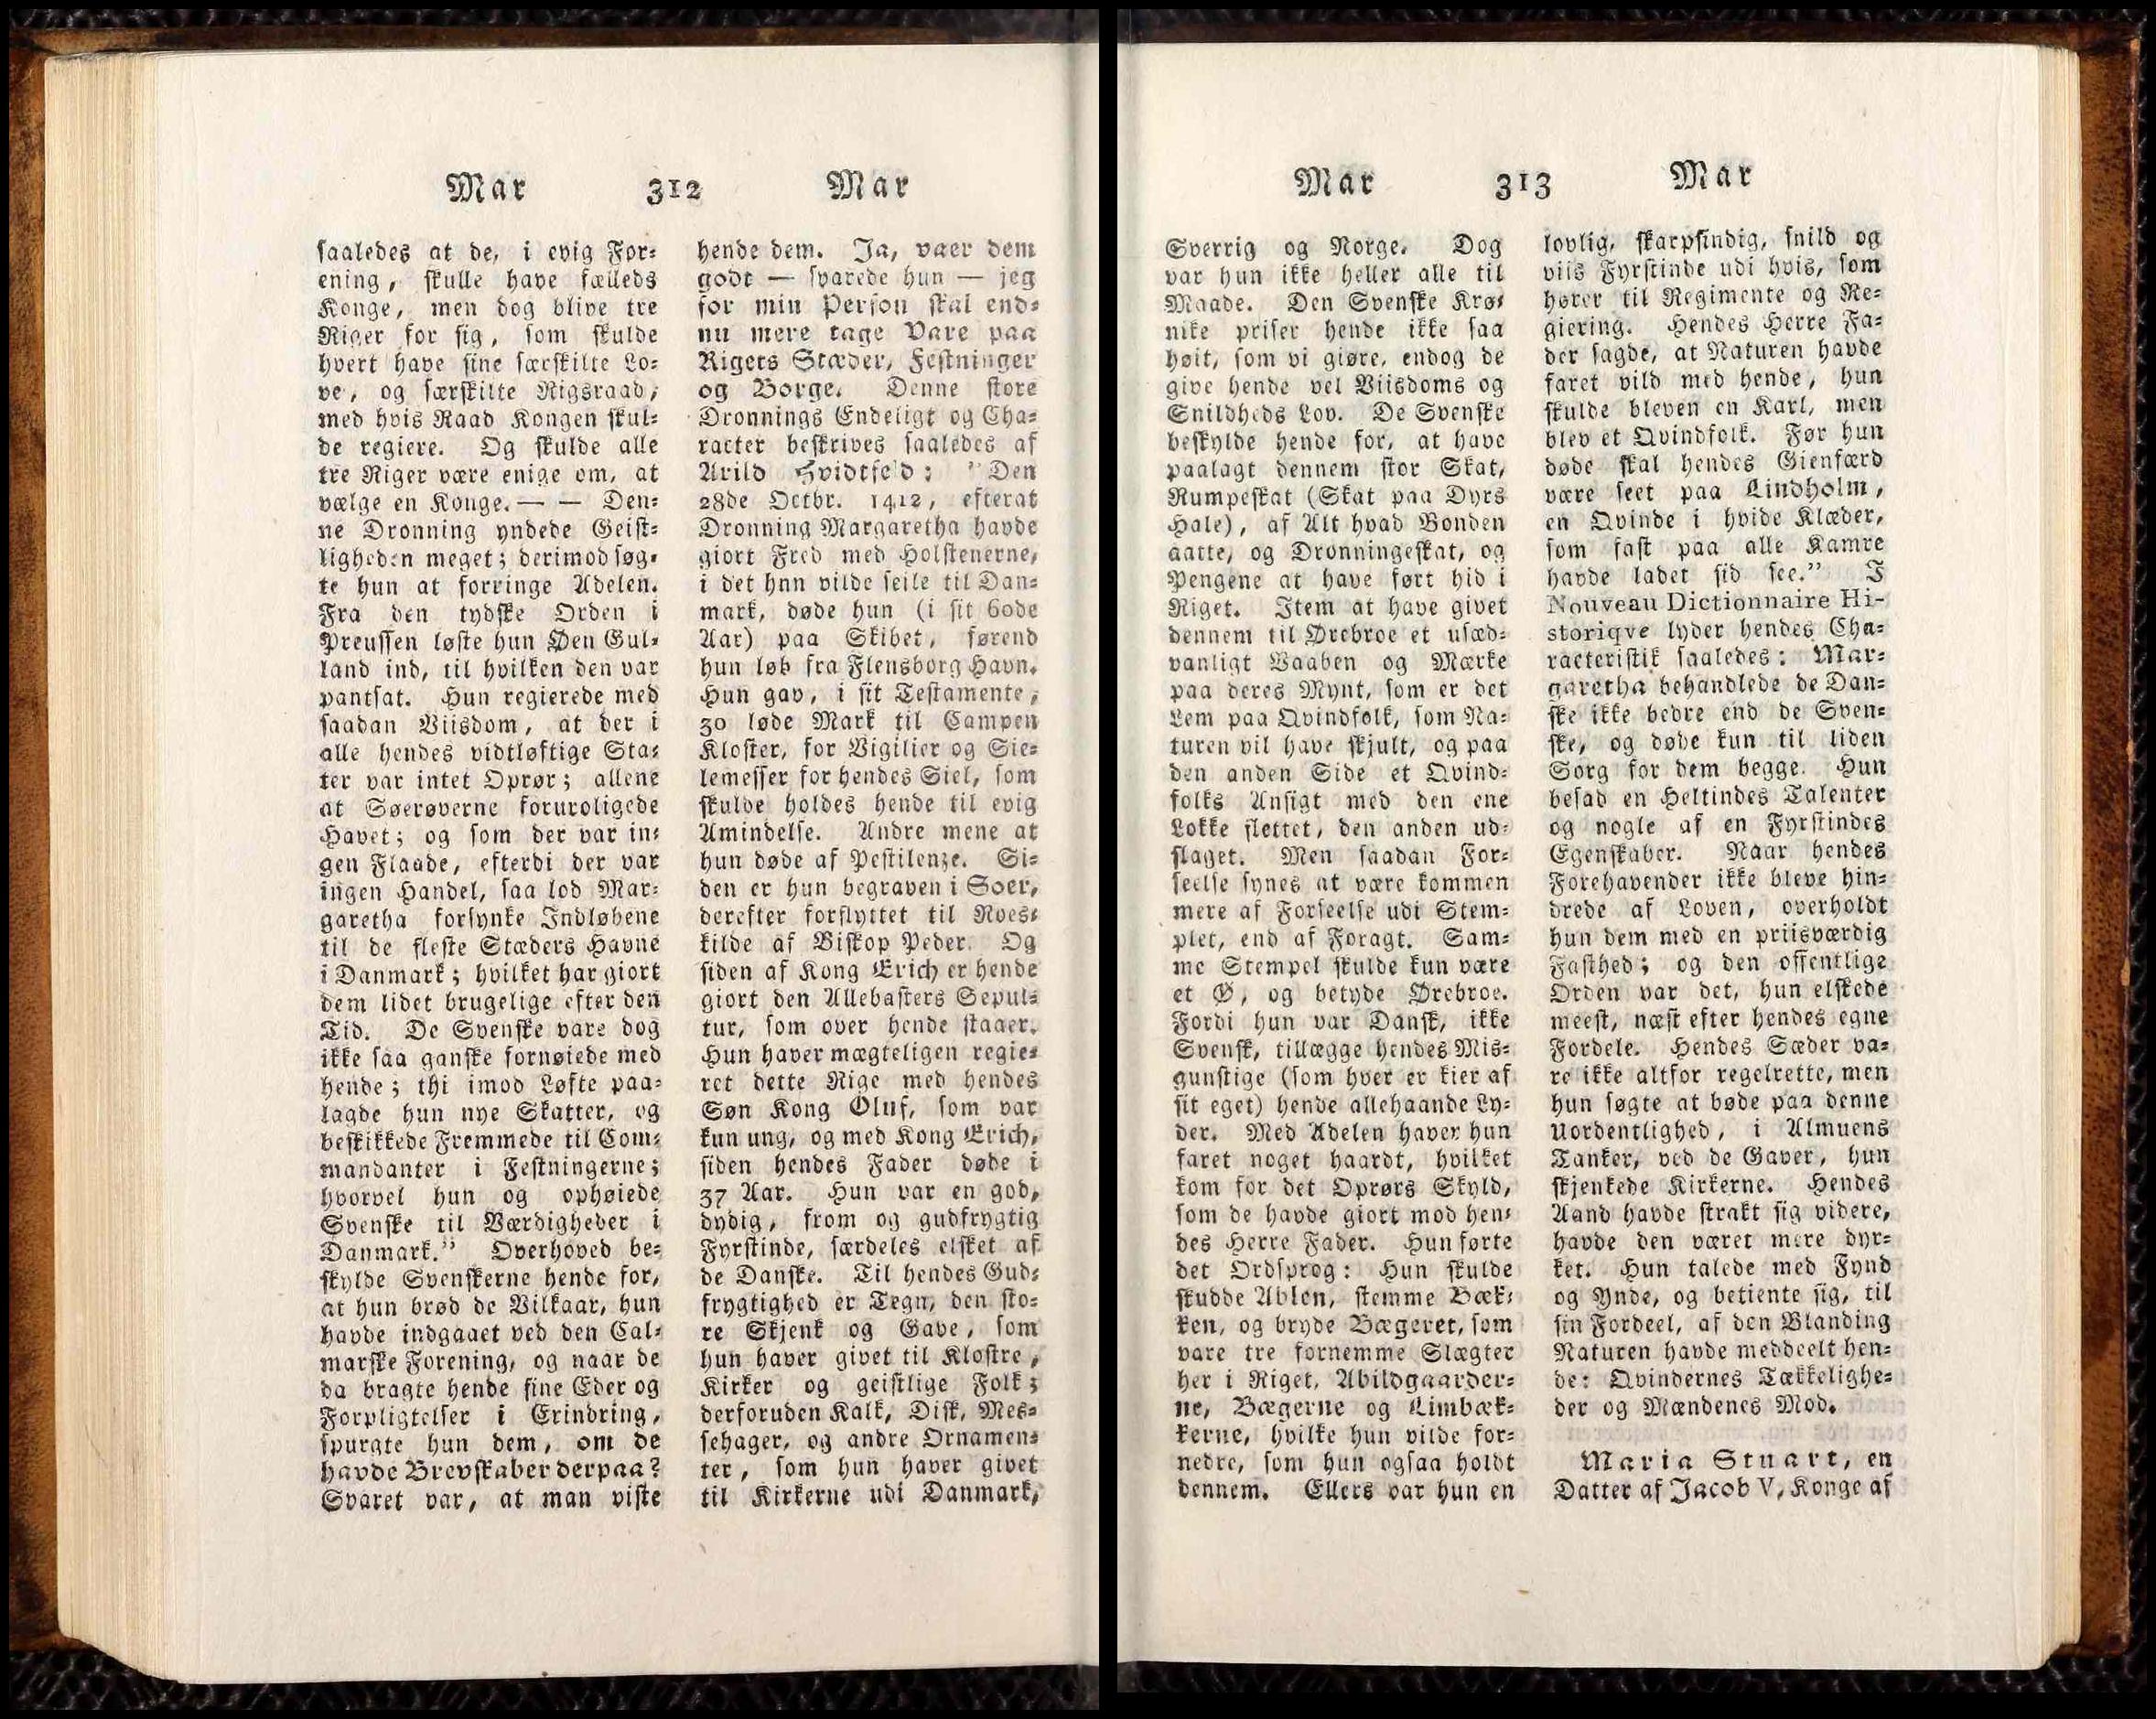 Mar 312 Mar
saaledes at de, i evig For-
ening, skulle have fælleds
Konge, men dog blive tre
Riger for sig, som skulde
hvert have sine særskilte Lo-
ve, og særskilte Rigsraad,
med hvis Raad Kongen skul-
de regiere. Og skulde alle
tre Riger være enige om, at
vælge en Konge. — — Den-
ne Dronning yndede Geist-
ligheden meget; derimod søg-
te hun at forringe Adelen.
Fra den tydske Orden i
Preussen løste hun Øen Gul-
land ind, til hvilken den var
pantsat. Hun regierede med
saadan Viisdom, at der i
alle hendes vidtløftige Sta-
ter var intet Oprør; allene
at Søerøverne foruroligede
Havet; og som der var in-
gen Flaade, efterdi der var
ingen Handel, saa lod Mar-
garetha forsynke Indløbene
til de fleste Stæders Havne
i Danmark; hvilket har giort
dem lidet brugelige efter den
Tid. De Svenske vare dog
ikke saa ganske fornøiede med
hende; thi imod Løfte paa-
lagde hun nye Skatter, og
beskikkede Fremmede til Com-
mandanter i Festningerne;
hvorvel hun og ophøiede
Svenske til Værdigheder i
Danmark.” Overhoved be-
skylde Svenskerne hende for,
at hun brød de Vilkaar, hun
havde indgaaet ved den Cal-
marske Forening, og naar de
da bragte hende sine Eder og
Forpligtelser i Erindring,
spurgte hun dem, om de
havde Brevskaber derpaa?
Svaret var, at man viste
hende dem. Ja, vaer dem
godt — svarede hun — jeg
for min Person skal end-
nu mere tage Vare paa
Rigets Stæder, Festninger
og Borge. Denne store
Dronnings Endeligt og Cha-
racter beskrives saaledes af
Arild Hvidtfeld: ”Den
28de Octbr. 1412, efterat
Dronning Margaretha havde
giort Fred med Holstenerne,
i det hnn vilde seile til Dan-
mark, døde hun (i sit 60de
Aar) paa Skibet, førend
hun løb fra Flensborg Havn.
Hun gav, i sit Testamente,
30 løde Mark til Campen
Kloster, for Vigilier og Sie-
lemesser for hendes Siel, som
skulde holdes hende til evig
Amindelse. Andre mene at
hun døde af Pestilenze. Si-
den er hun begraven i Soer,
derefter forflyttet til Roes-
kilde af Biskop Peder. Og
siden af Kong Erich er hende
giort den Allebasters Sepul-
tur, som over hende staaer.
Hun haver mægteligen regie-
ret dette Rige med hendes
Søn Kong Oluf, som var
kun ung, og med Kong Erich,
siden hendes Fader døde i
37 Aar. Hun var en god,
dydig, from og gudfrygtig
Fyrstinde, særdeles elsket af
de Danske. Til hendes Gud-
frygtighed er Tegn, den sto-
re Skjenk og Gave, som
hun haver givet til Klostre,
Kirker og geistlige Folk;
derforuden Kalk, Disk, Mes-
sehager, og andre Ornamen-
ter, som hun haver givet
til Kirkerne udi Danmark,
Mar 313 Mar
Sverrig og Norge. Dog
var hun ikke heller alle til
Maade. Den Svenske Krø-
nike priser hende ikke saa
høit, som vi giøre, endog de
give hende vel Viisdoms og
Snildheds Lov. De Svenske
beskylde hende for, at have
paalagt dennem stor Skat,
Rumpeskat (Skat paa Dyrs
Hale), af Alt hvad Bonden
aatte, og Dronningeskat, og
Pengene at have ført hid i
Riget. Item at have givet
dennem til Ørebroe et usæd-
vanligt Vaaben og Mærke
paa deres Mynt, som er det
Lem paa Qvindfolk, som Na-
turen vil have skjult, og paa
den anden Side et Qvind-
folks Ansigt med den ene
Lokke flettet, den anden ud-
slaget. Men saadan For-
seelse synes at være kommen
mere af Forseelse udi Stem-
plet, end af Foragt. Sam-
me Stempel skulde kun være
et Ø, og betyde Ørebroe.
Fordi hun var Dansk, ikke
Svensk, tillægge hendes Mis-
gunstige (som hver er kier af
sit eget) hende allehaande Ly-
der. Med Adelen haver hun
faret noget haardt, hvilket
kom for det Oprørs Skyld,
som de havde giort mod hen-
des Herre Fader. Hun førte
det Ordsprog: Hun skulde
skudde Ablen, stemme Bæk-
ken, og bryde Bægeret, som
vare tre fornemme Slægter
her i Riget, Abildgaarder-
ne, Bægerne og Limbæk-
kerne, hvilke hun vilde for-
nedre, som hun ogsaa holdt
dennem. Ellers var hun en
lovlig, skarpsindig, snild og
viis Fyrstinde udi hvis, som
hører til Regimente og Re-
giering. Hendes Herre Fa-
der sagde, at Naturen havde
faret vild med hende, hun
skulde bleven en Karl, men
blev et Qvindfolk. Før hun
døde skal hendes Gienfærd
være seet paa Lindholm,
en Qvinde i hvide Klæder,
som fast paa alle Kamre
havde ladet sid see.” I
Nouveau Dictionnaire Hi-
storiqve lyder hendes Cha-
racteristik saaledes: Mar-
garetha behandlede de Dan-
ske ikke bedre end de Sven-
ske, og døde kun til liden
Sorg for dem begge. Hun
besad en Heltindes Talenter
og nogle af en Fyrstindes
Egenskaber. Naar hendes
Forehavender ikke bleve hin-
drede af Loven, overholdt
hun dem med en priisværdig
Fasthed; og den offentlige
Orden var det, hun elskede
meest, næst efter hendes egne
Fordele. Hendes Sæder va-
re ikke altfor regelrette, men
hun søgte at bøde paa denne
Uordentlighed, i Almuens
Tanker, ved de Gaver, hun
skjenkede Kirkerne. Hendes
Aand havde strakt sig videre,
havde den været mere dyr-
ket. Hun talede med Fynd
og Ynde, og betiente sig, til
sin Fordeel, af den Blanding
Naturen havde meddeelt hen-
de: Qvindernes Tækkelighe-
der og Mændenes Mod.
Maria Stuart, en
Datter af Jacob V, Konge af